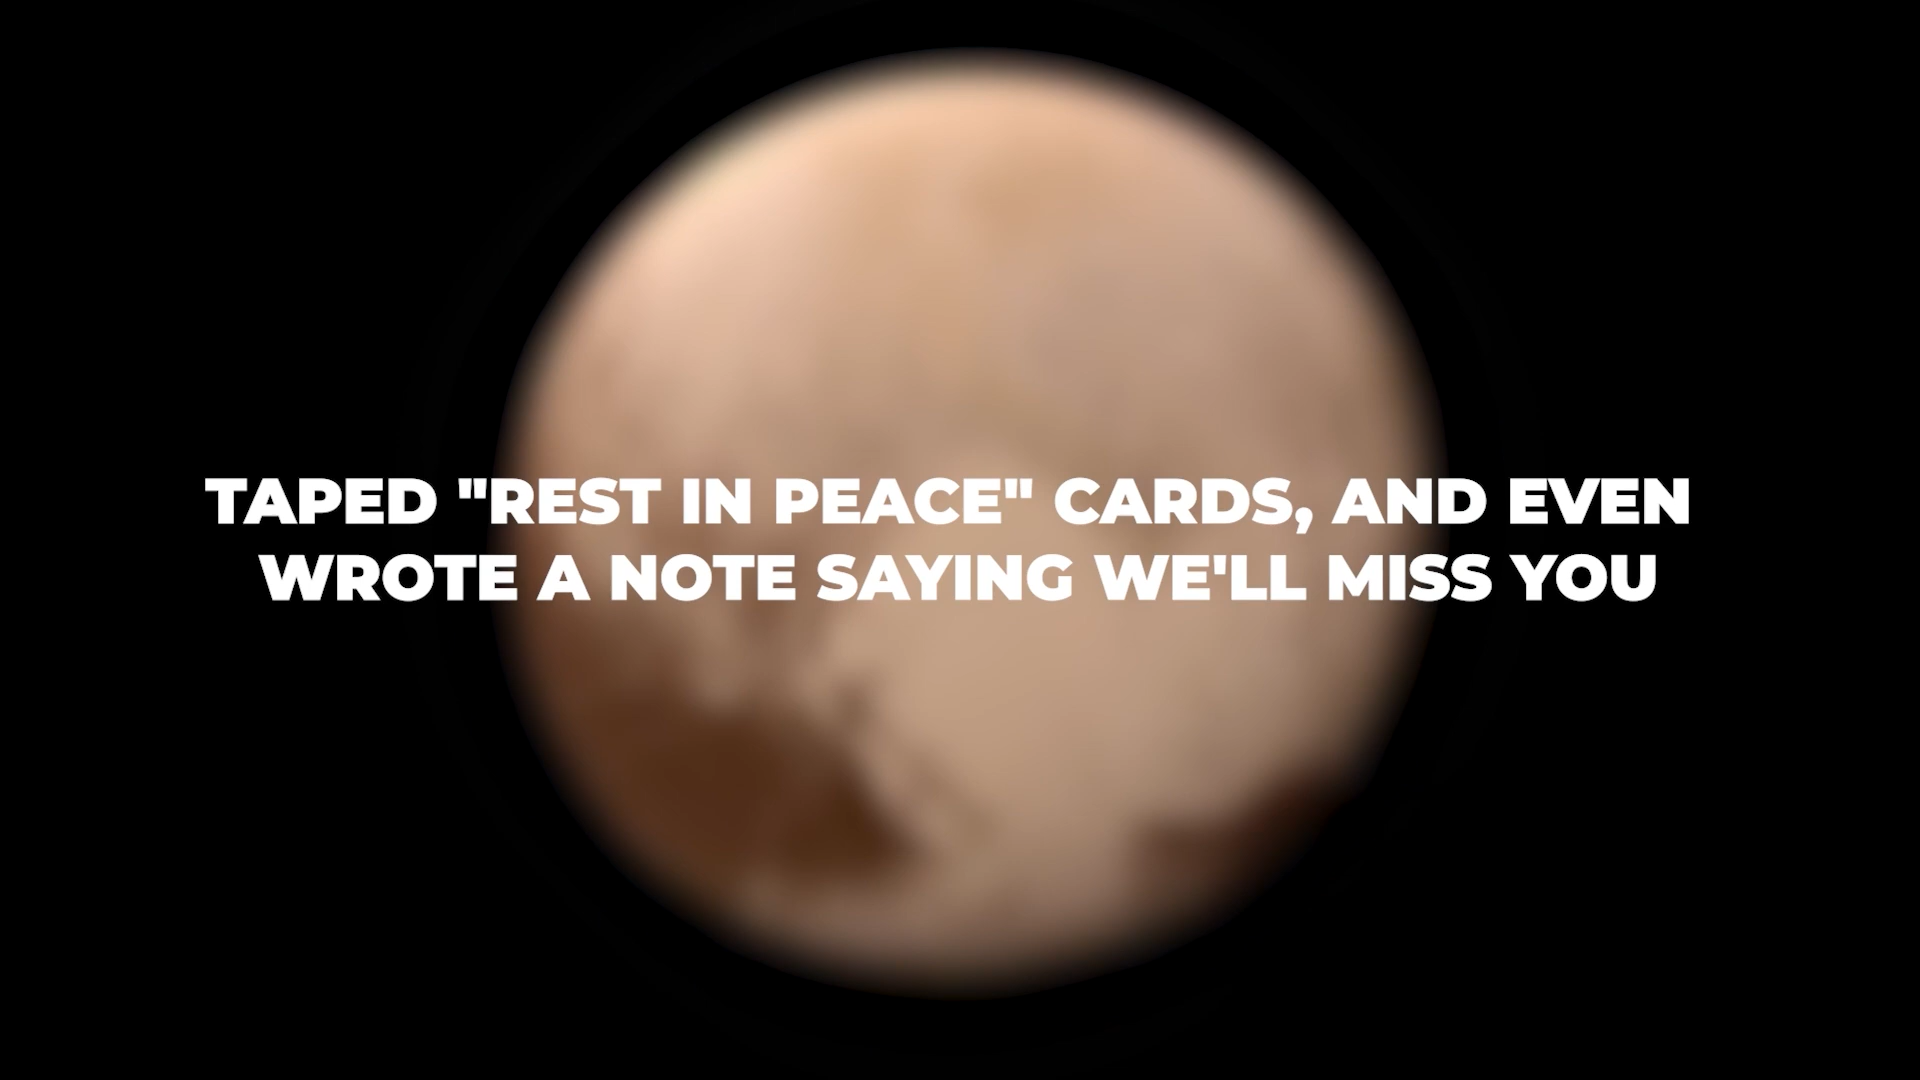 TAPED "REST IN PEACE" CARDS, AND EVEN
WROTE A NOTE SAYING WE'LL MISS YOU